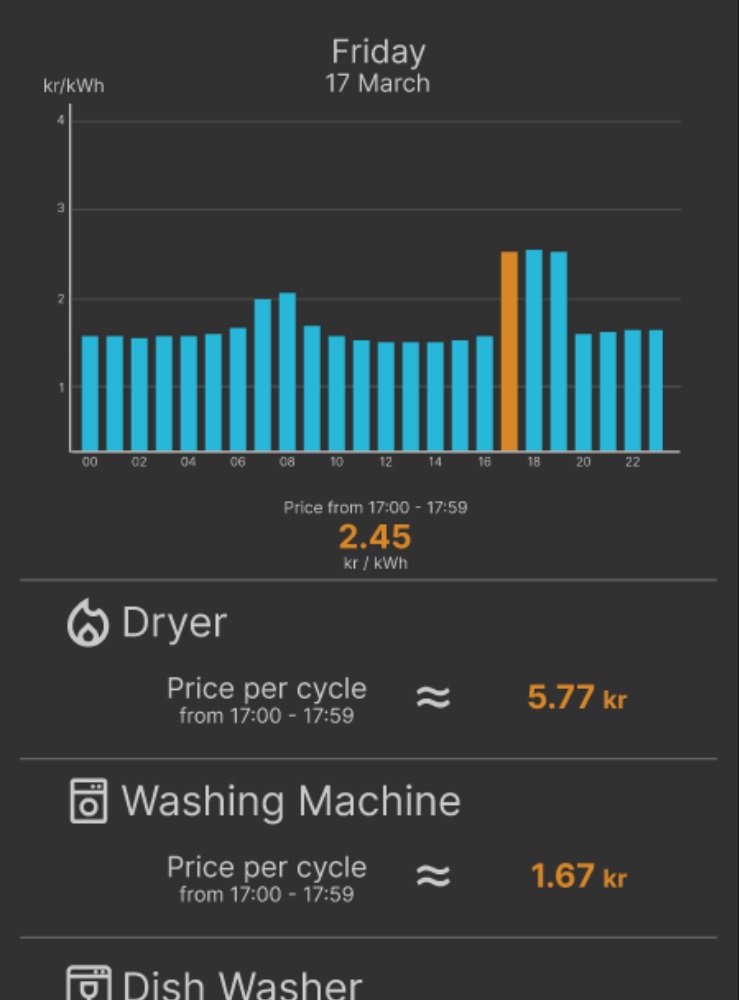 Friday
17 March
kr/kWh
4
3
2
1
00 02 04 06 08 10 12 14 16 18 20 22
Price from 17:00 - 17:59
2.45
kr / kWh
Dryer
Price per cycle ≈ 5.77 kr
from 17:00 - 17:59
Washing Machine
Price per cycle ≈ 1.67 kr
from 17:00 - 17:59
Dish Washer